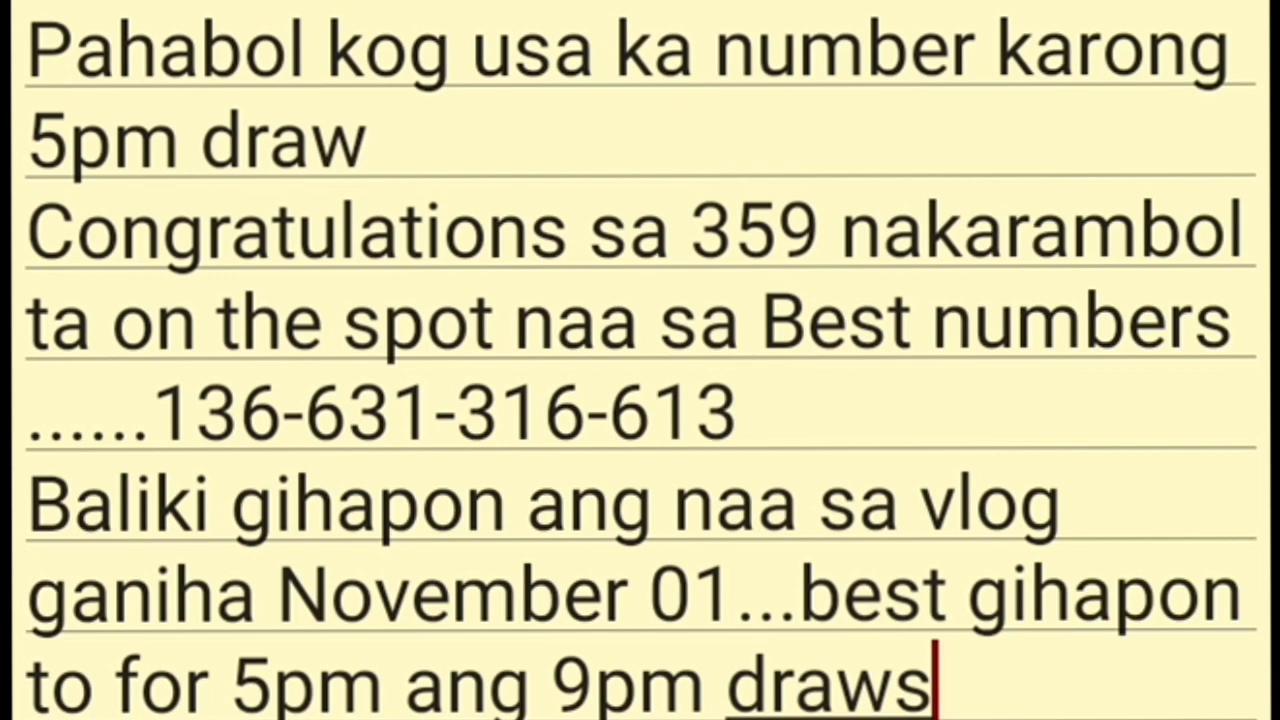 Pahabol kog usa ka number karong
5pm draw
Congratulations sa 359 nakarambol
ta on the spot naa sa Best numbers
......136-631-316-613
Baliki gihapon ang naa sa vlog
ganiha November 01...best gihapon
to for 5pm ang 9pm draws